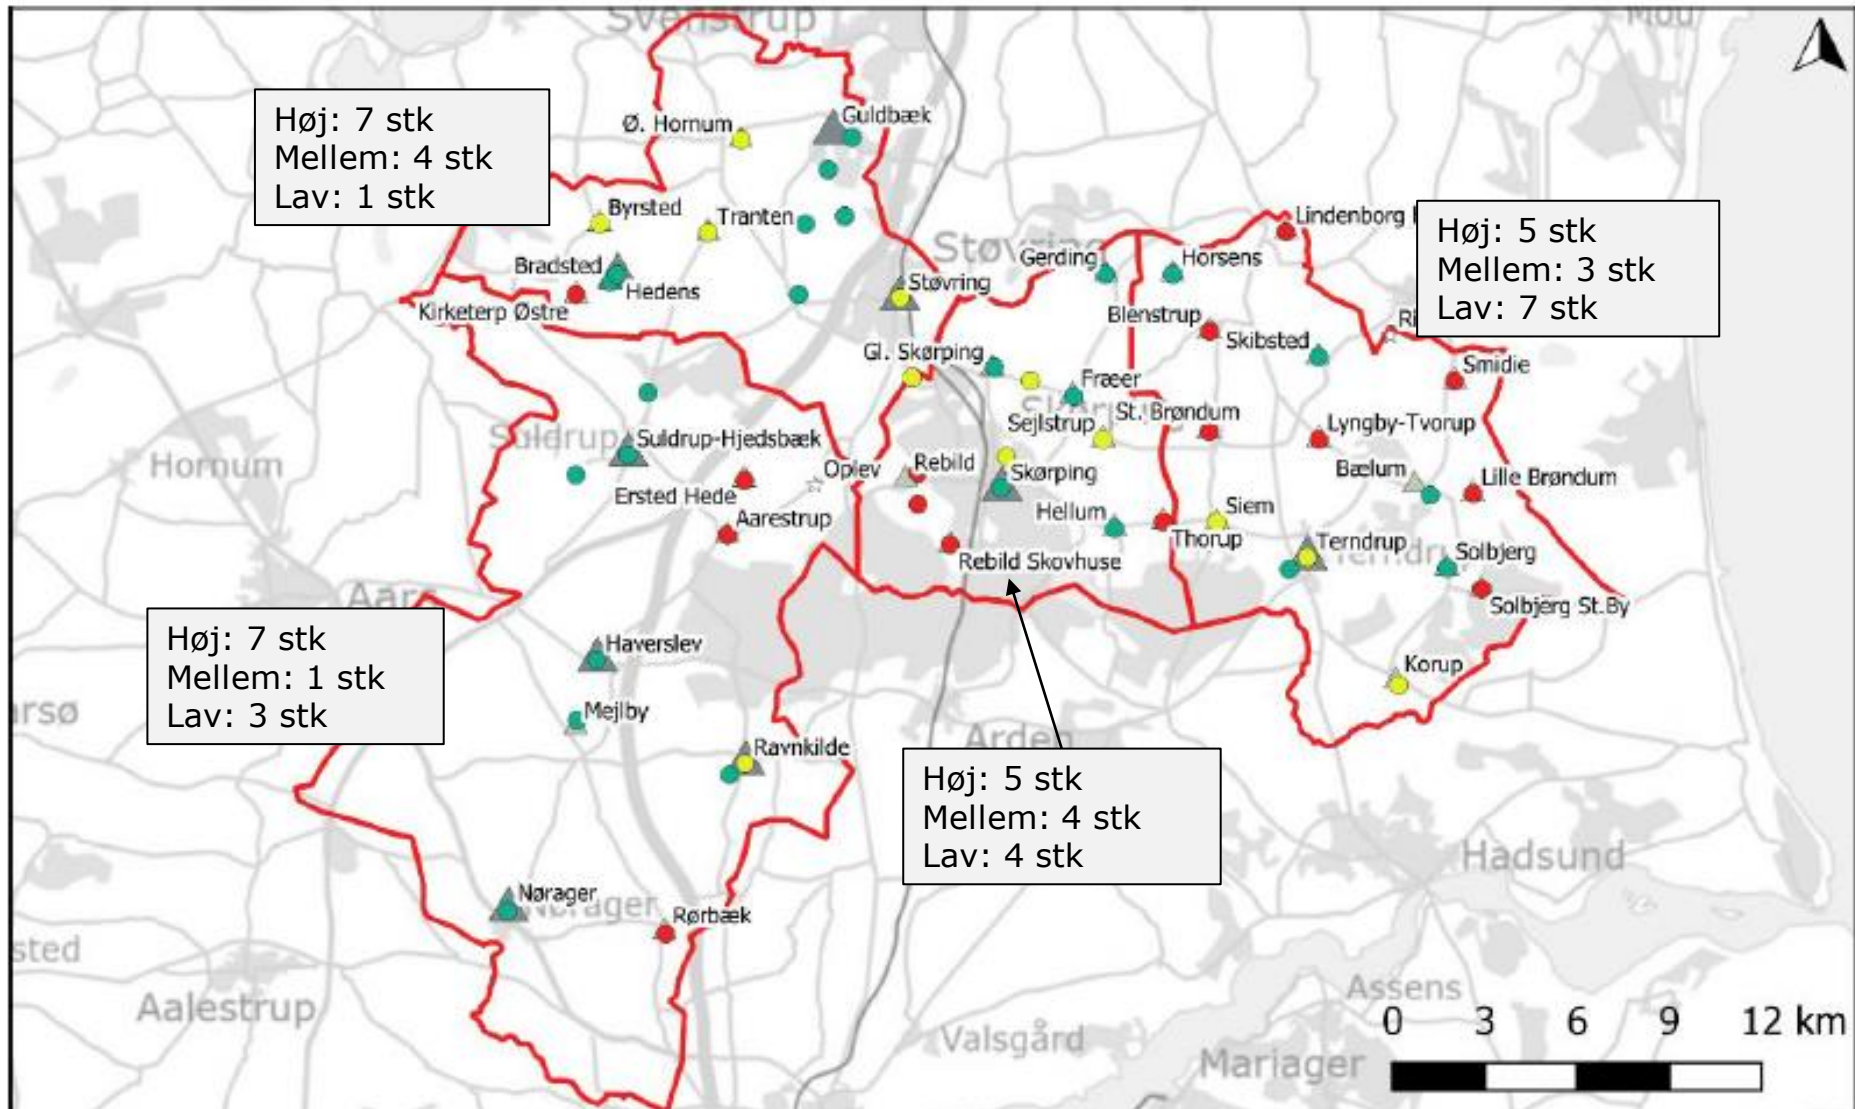 Svenstrup
Mou
Høj: 7 stk
Mellem: 4 stk
Lav: 1 stk
Guldbæk
Ø. Hornum
Byrsted
Tranten
Lindenborg
Høj: 5 stk
Mellem: 3 stk
Lav: 7 stk
Støvring
Gerding
Horsens
Bradsted
Hedens
Støvring
Kirketerp Østre
Blenstrup
Skibsted
Gl. Skørping
Smidie
Fræer
Sejlstrup
St. Brøndum
Lyngby-Tvorup
Suldrup
Suldrup-Hjedsbæk
Hornum
Oplev
Rebild
Skørping
Bælum
Lille Brøndum
Ersted Hede
Aarestrup
Hellum
Siem
Thorup
Terndrup
Solbjerg
Rebild Skovhuse
Solbjerg St.By
Aars
Høj: 7 stk
Mellem: 1 stk
Lav: 3 stk
Haverslev
Korup
Mejlby
Ravnkilde
Arden
Høj: 5 stk
Mellem: 4 stk
Lav: 4 stk
Hadsund
Nørager
Nørager
Rørbæk
sted
Aalestrup
Assens
Valsgård
Mariager
0 3 6 9 12 km